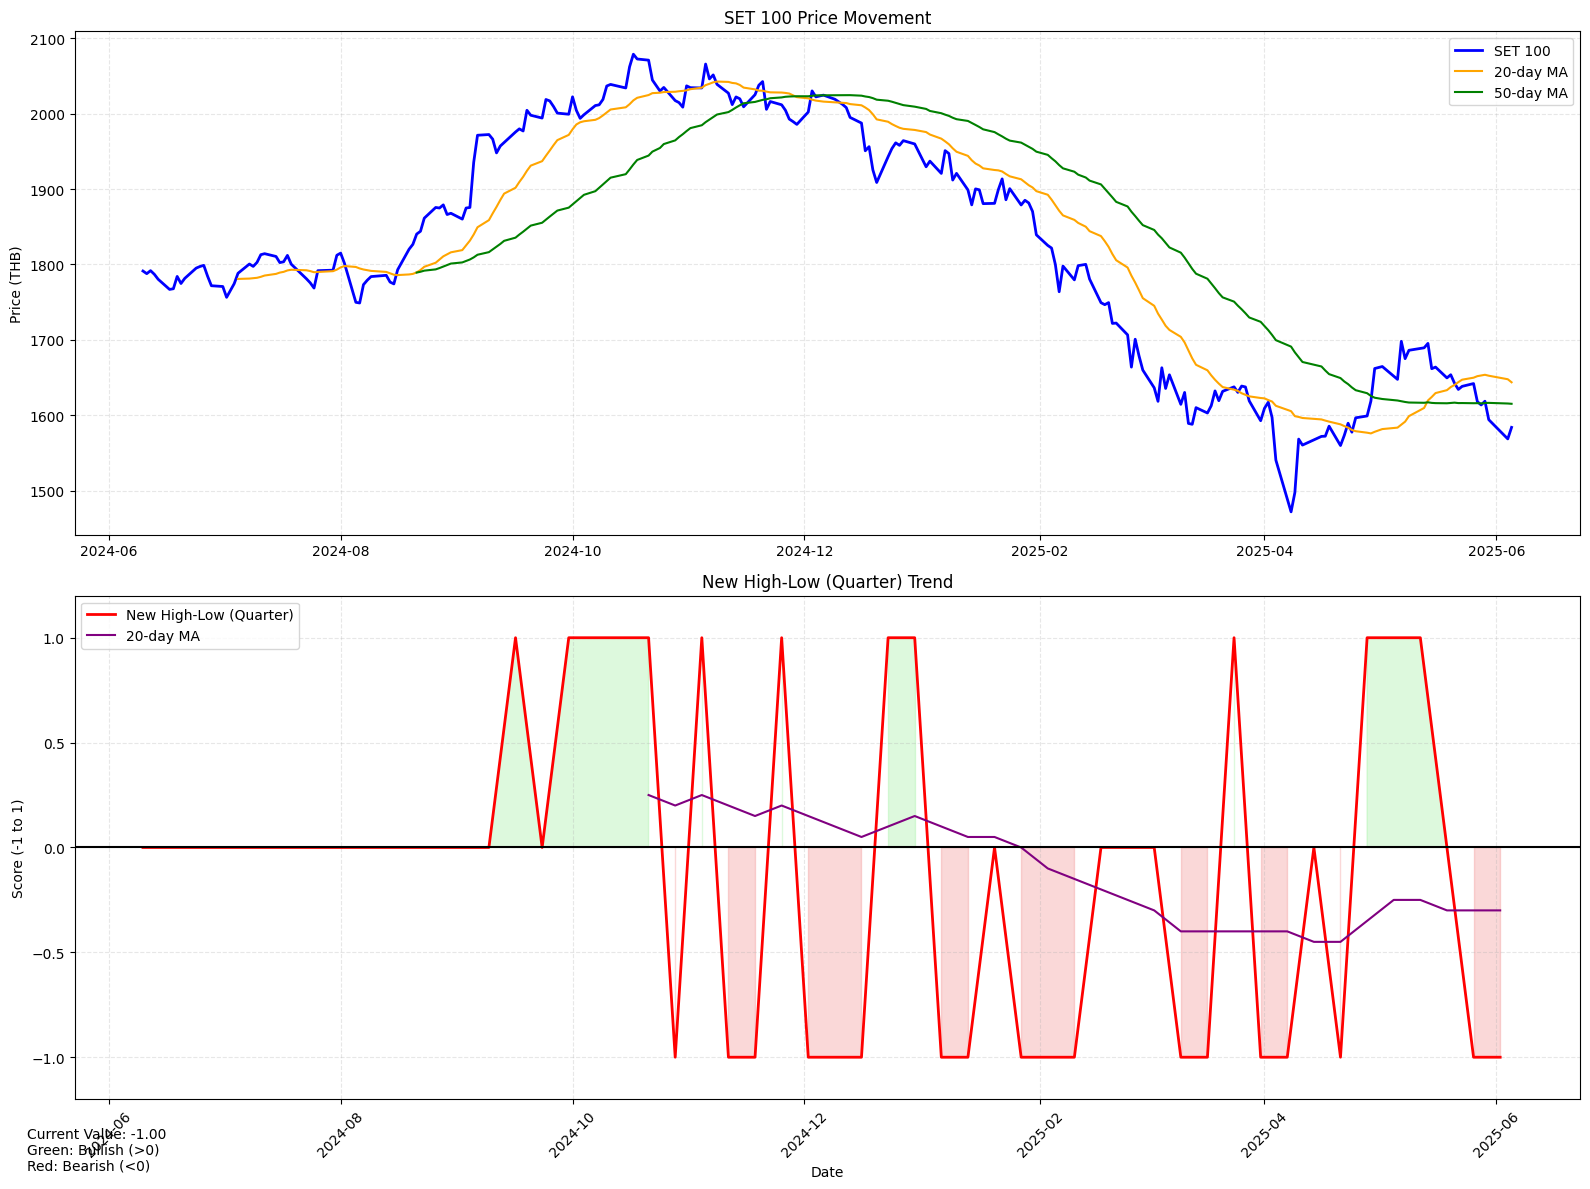 SET 100 Price Movement
2100
2000
1900
1800
1700
1600
1500
Price (THB)
SET 100
20-day MA
50-day MA
2024-06
2024-08
2024-10
2024-12
2025-02
2025-04
2025-06
New High-Low (Quarter) Trend
New High-Low (Quarter)
20-day MA
1.0
0.5
0.0
−0.5
−1.0
Score (-1 to 1)
2024-06
2024-08
2024-10
2024-12
2025-02
2025-04
2025-06
Date
Current Value: -1.00
Green: Bullish (>0)
Red: Bearish (<0)